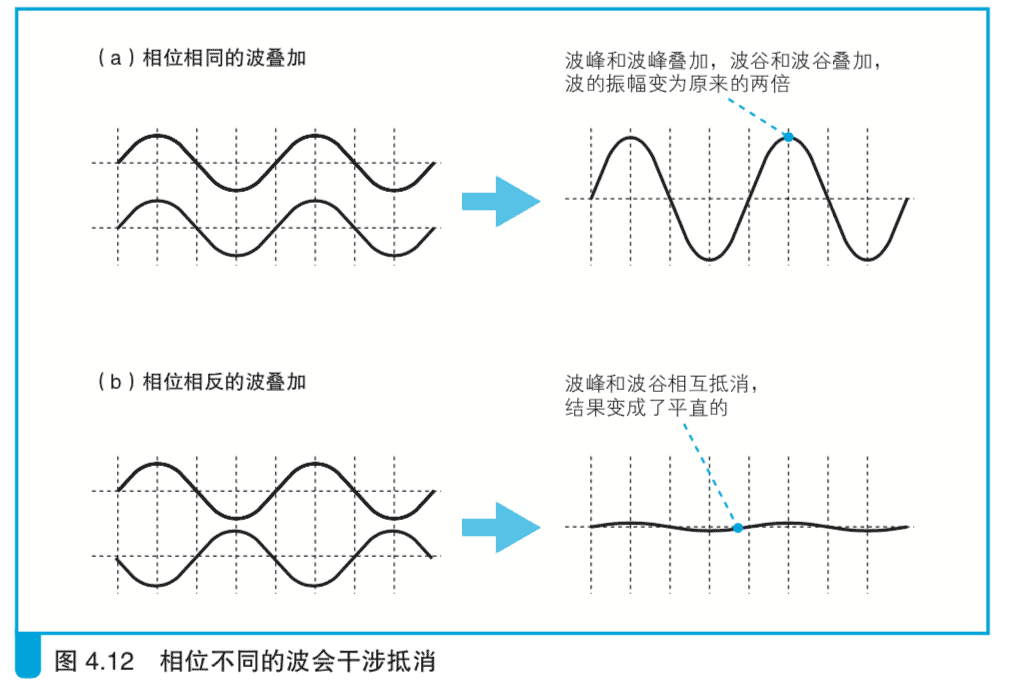 （a）相位相同的波叠加
波峰和波峰叠加，波谷和波谷叠加，
波的振幅变为原来的两倍
（b）相位相反的波叠加
波峰和波谷相互抵消，
结果变成了平直的
图 4.12 相位不同的波会干涉抵消